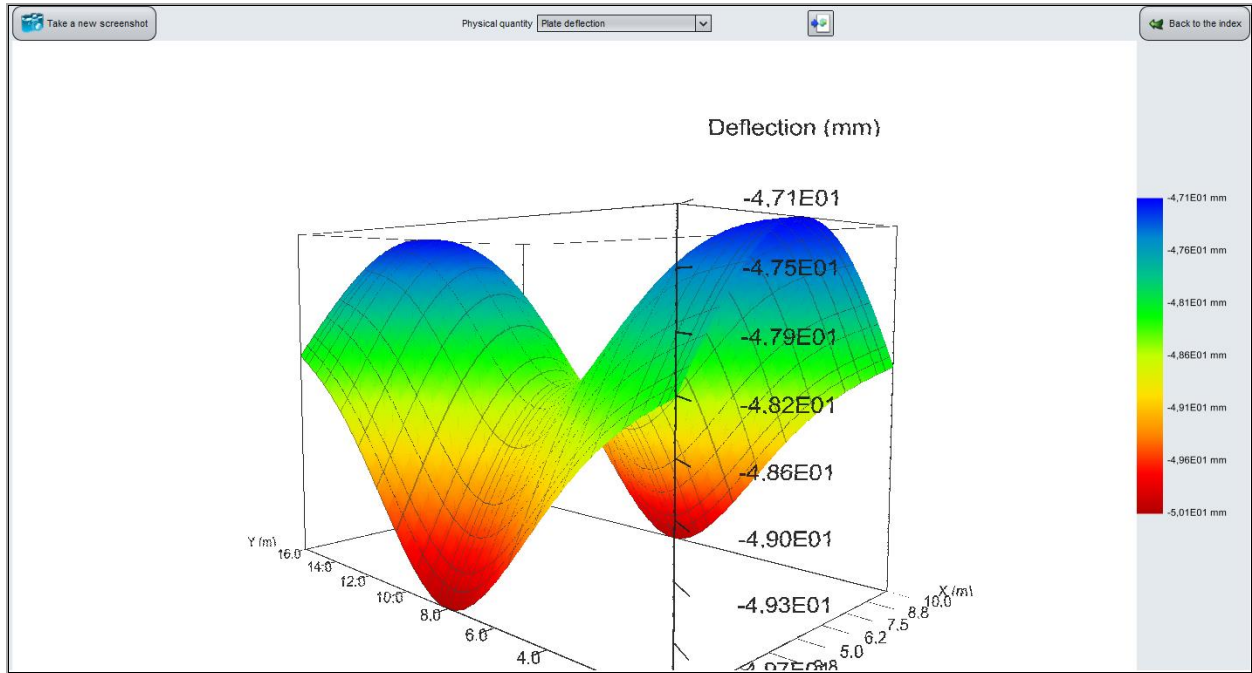 Take a new screenshot
Physical quantity Plate deflection
Back to the index
Deflection (mm)
-4,71E01
-4,75E01
-4,79E01
-4,82E01
-4,86E01
-4,90E01
-4,93E01
-4,71E01 mm
-4,76E01 mm
-4,81E01 mm
-4,86E01 mm
-4,91E01 mm
-4,96E01 mm
-5,01E01 mm
Y (m)
16.0
14.0
12.0
10.0
8.0
6.0
4.0
X (m)
10.0
8.8
7.5
6.2
5.0